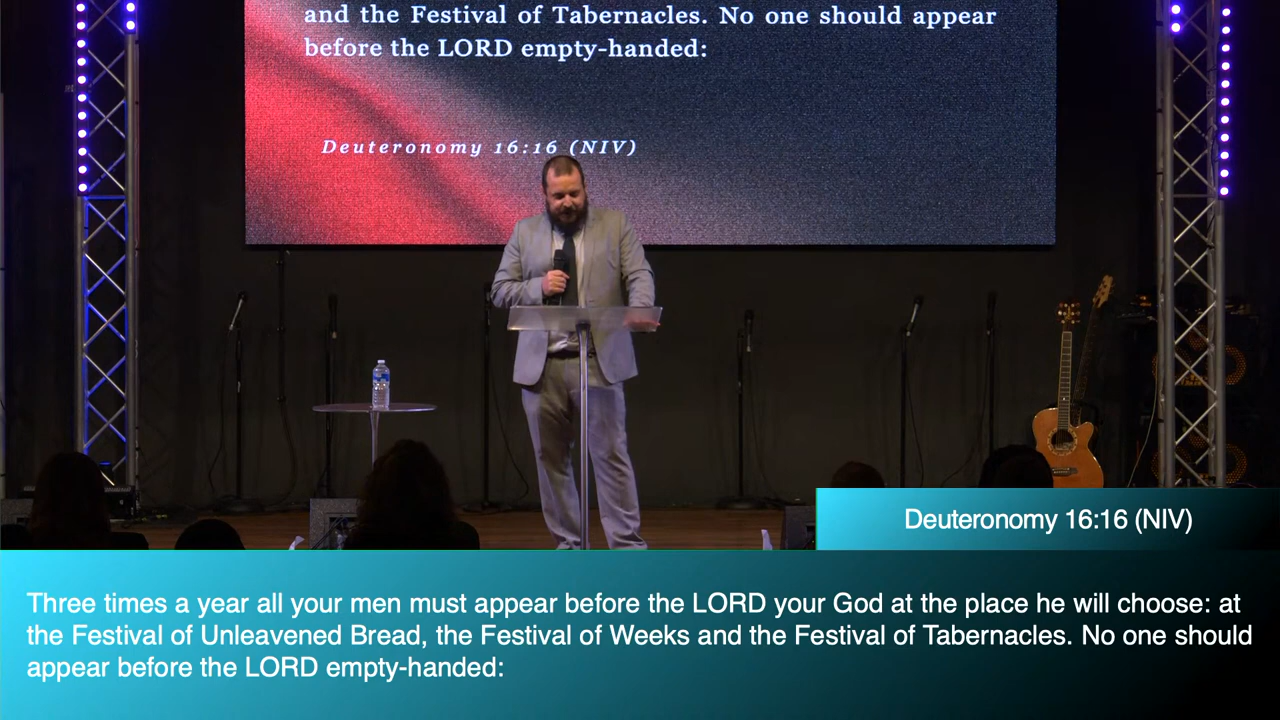 and the Festival of Tabernacles. No one should appear
before the LORD empty-handed:
Deuteronomy 16:16 (NIV)
Deuteronomy 16:16 (NIV)
Three times a year all your men must appear before the LORD your God at the place he will choose: at
the Festival of Unleavened Bread, the Festival of Weeks and the Festival of Tabernacles. No one should
appear before the LORD empty-handed: